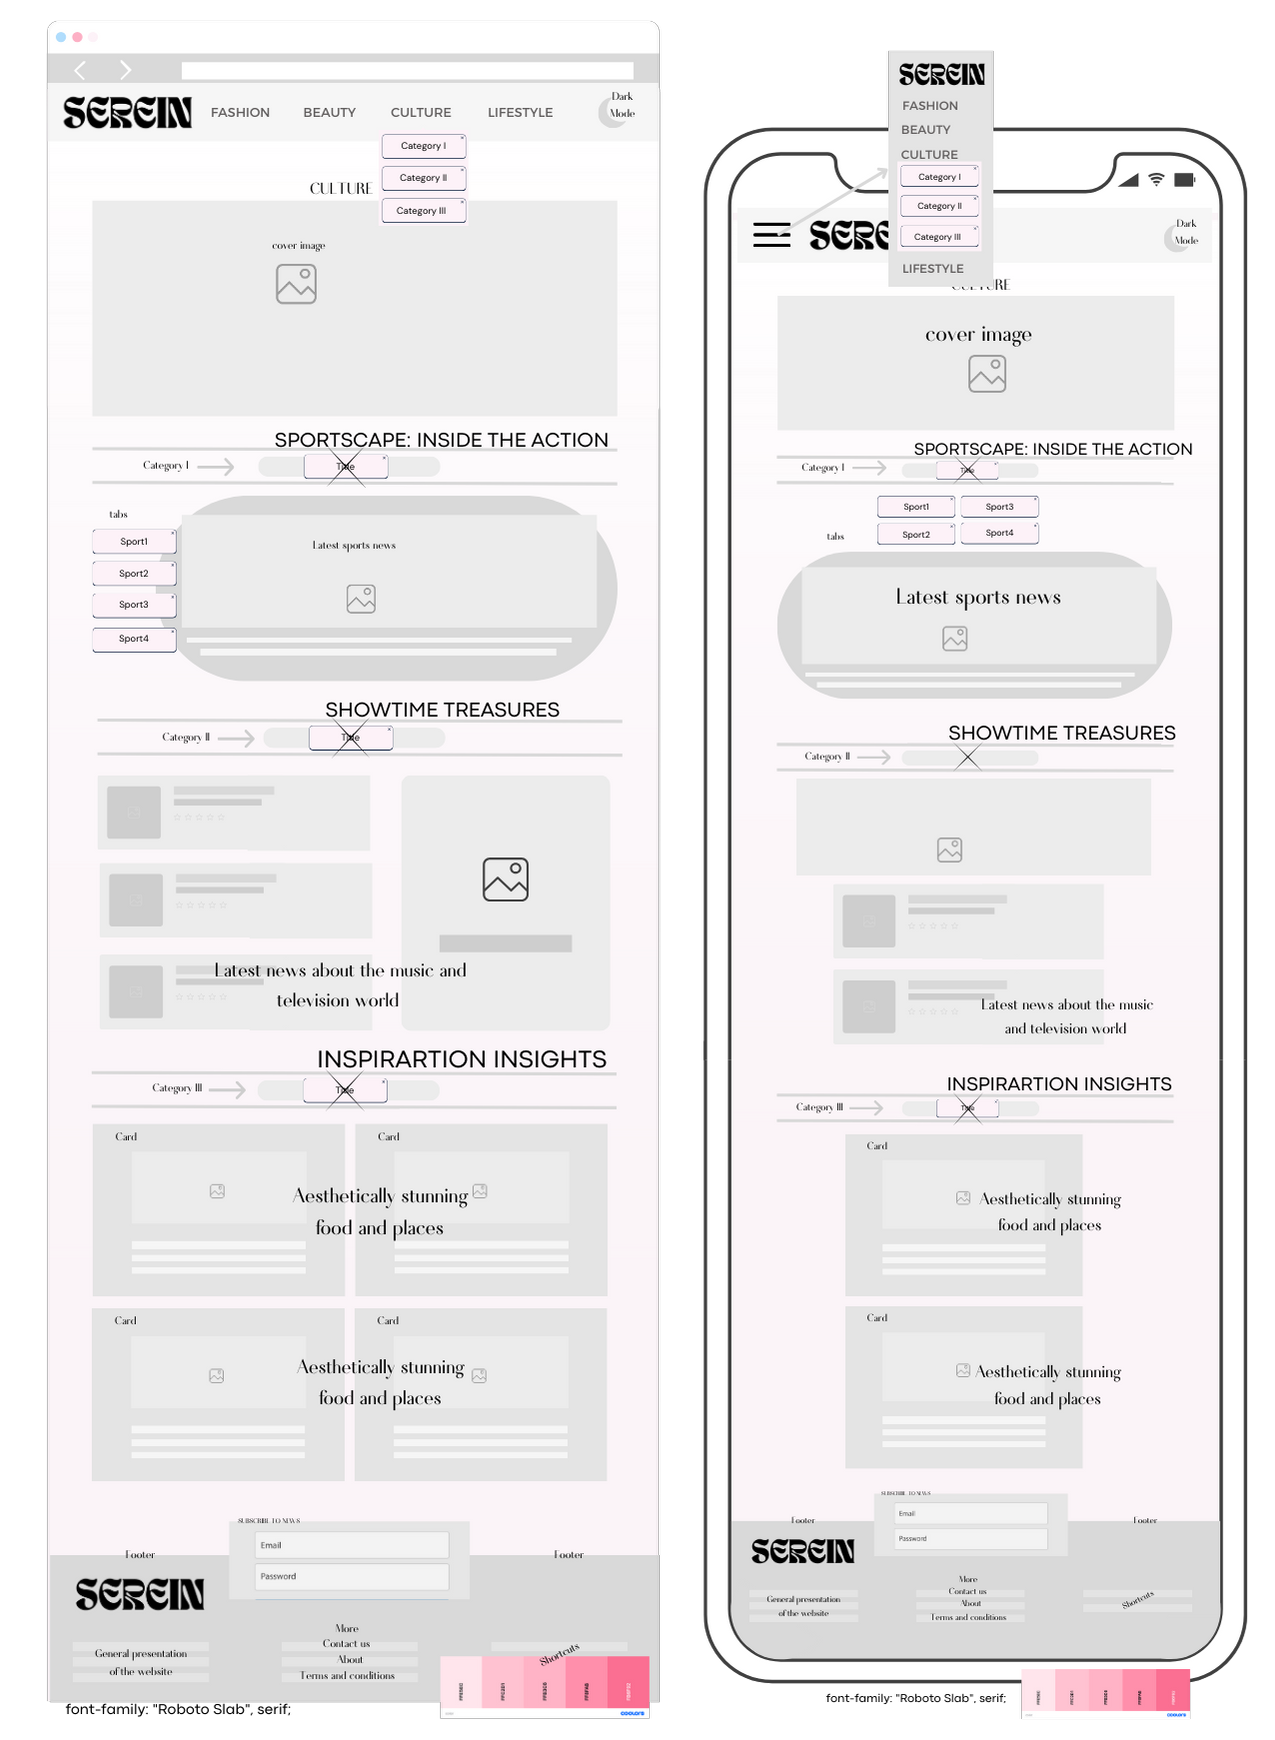 SEREIN
FASHION
BEAUTY
CULTURE
LIFESTYLE
Dark
Mode
Category I
Category II
Category III
CULTURE
cover image
SPORTSCAPE: INSIDE THE ACTION
Category I
Title
tabs
Sport1
Sport2
Sport3
Sport4
Latest sports news
SHOWTIME TREASURES
Category II
Title
Latest news about the music and
television world
INSPIRARTION INSIGHTS
Category III
Title
Card
Card
Aesthetically stunning
food and places
Card
Card
Aesthetically stunning
food and places
SUBSCRIBE TO NEWS
Email
Password
Footer
Footer
SEREIN
General presentation
of the website
More
Contact us
About
Terms and conditions
Shortcuts
coolors
font-family: "Roboto Slab", serif;
SEREIN
FASHION
BEAUTY
CULTURE
Category I
Category II
Category III
LIFESTYLE
SERE
Dark
Mode
CULTURE
cover image
SPORTSCAPE: INSIDE THE ACTION
Category I
Title
Sport1
Sport3
Sport2
Sport4
tabs
Latest sports news
SHOWTIME TREASURES
Category II
Latest news about the music
and television world
INSPIRARTION INSIGHTS
Category III
Title
Card
Aesthetically stunning
food and places
Card
Aesthetically stunning
food and places
SUBSCRIBE TO NEWS
Email
Password
Footer
Footer
SEREIN
General presentation
of the website
More
Contact us
About
Terms and conditions
Shortcuts
font-family: "Roboto Slab", serif;